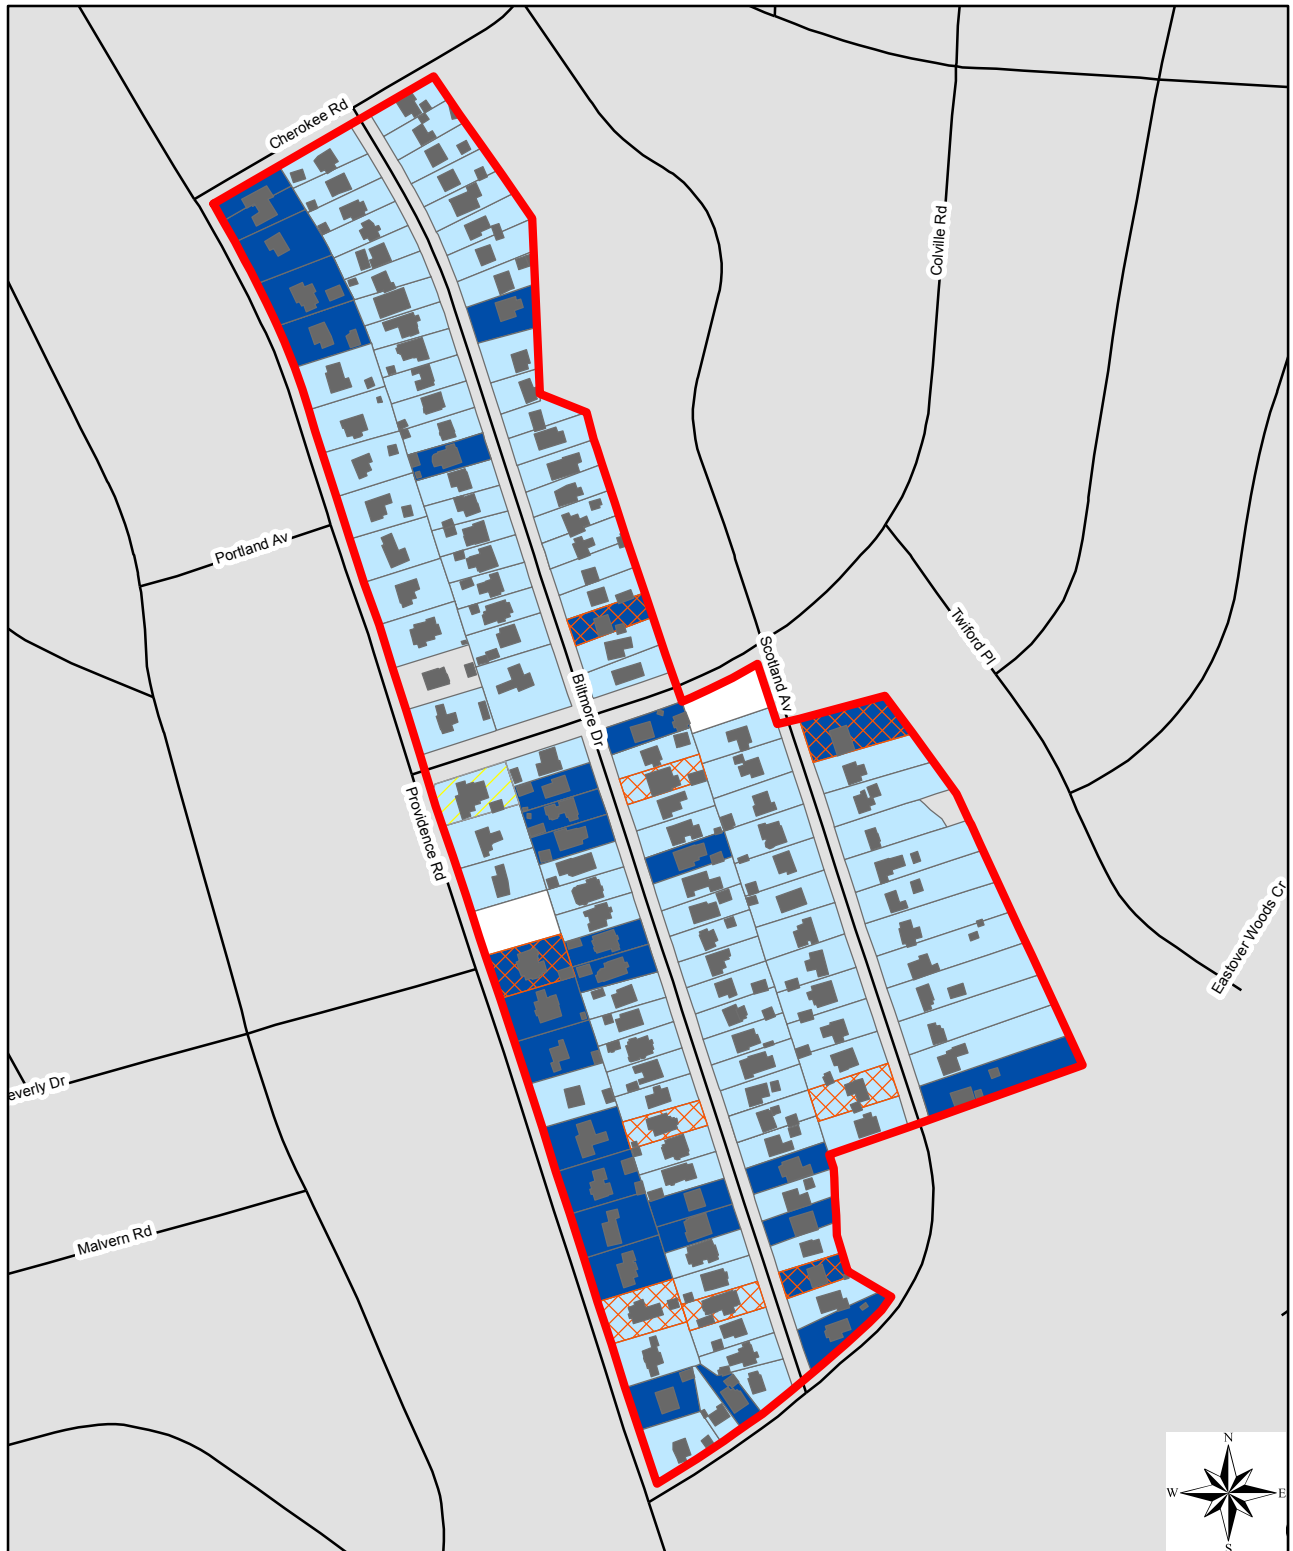 Cherokee Rd
Colville Rd
Portland Av
Twiford Pl
Scotland Av
Biltmore Dr
Providence Rd
Eastover Woods Cr
everly Dr
Malvern Rd
N
W
E
S